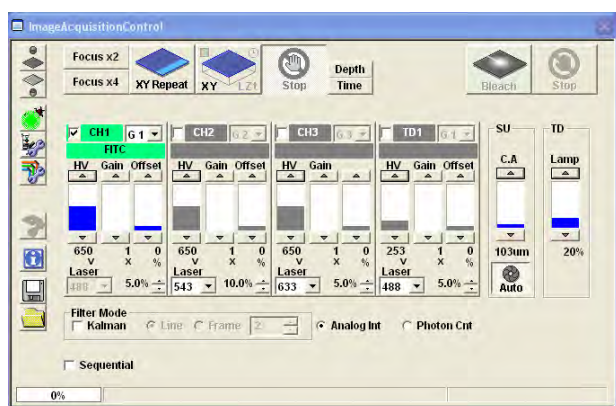 ImageAcquisitionControl
Focus x2
Focus x4
XY Repeat
XY
LZt
Stop
Depth
Time
Bleach
Stop
CH1 G 1
FITC
HV Gain Offset
650 1 0
V X %
Laser
488 5.0%
CH2 G 2
HV Gain Offset
650 1 0
V X %
Laser
543 10.0%
CH3 G 3
HV Gain
650 1 0
V X %
Laser
633 5.0%
TD1 G 1
HV Gain Offset
253 1 0
V X %
Laser
488 5.0%
SU
C.A
103um
Auto
TD
Lamp
20%
Filter Mode
Kalman Line Frame 2 Analog Int Photon Cnt
Sequential
0%